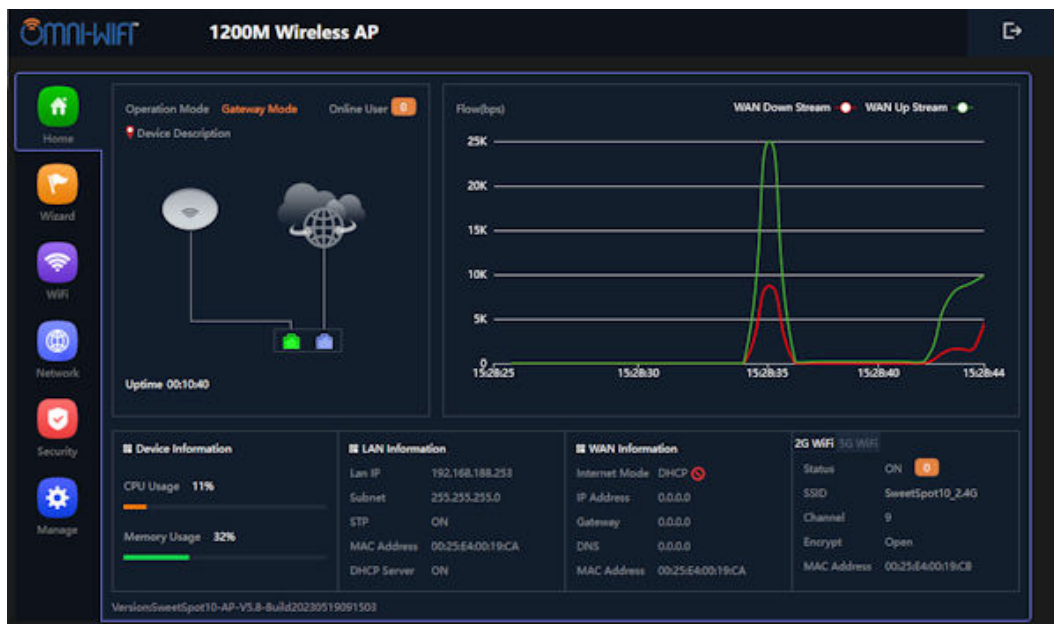 OMNI-WIFI™ 1200M Wireless AP
Home
Wizard
WiFi
Network
Security
Manage
Operation Mode Gateway Mode Online User 0
Device Description
Uptime 00:10:40
Flow(bps) WAN Down Stream WAN Up Stream
25K
20K
15K
10K
5K
0
15:28:25 15:28:30 15:28:35 15:28:40 15:28:44
Device Information
CPU Usage 11%
Memory Usage 32%
LAN Information
Lan IP 192.168.188.253
Subnet 255.255.255.0
STP ON
MAC Address 00:25:E4:00:19:CA
DHCP Server ON
WAN Information
Internet Mode DHCP
IP Address 0.0.0.0
Gateway 0.0.0.0
DNS 0.0.0.0
MAC Address 00:25:E4:00:19:CA
2G WiFi 5G WiFi
Status ON 0
SSID SweetSpot10_2.4G
Channel 9
Encrypt Open
MAC Address 00:25:E4:00:19:CB
VersionSweetSpot10-AP-V5.8-Build20230519091503